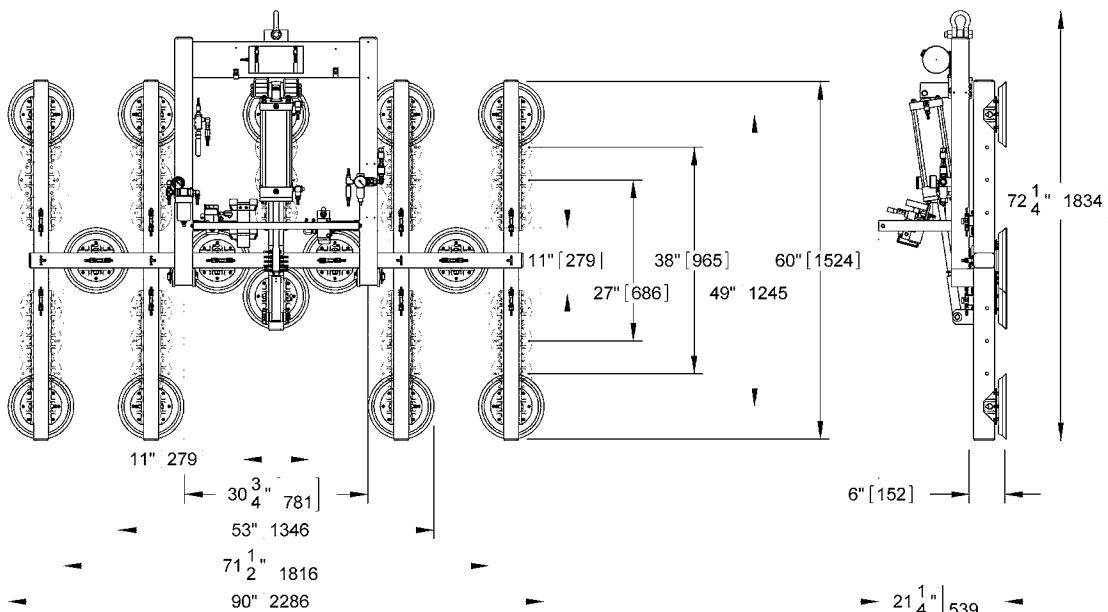 72 1/4" 1834
11" [279]
38" [965]
60" [1524]
27" [686]
49" 1245
11" 279
30 3/4" 781]
6" [152]
53" 1346
71 1/2" 1816
90" 2286
21 1/4" 539